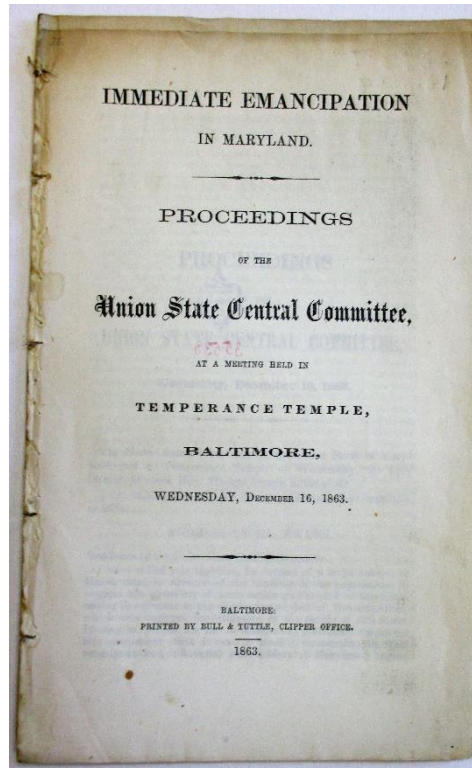 IMMEDIATE EMANCIPATION
IN MARYLAND.
PROCEEDINGS
OF THE
Union State Central Committee,
AT A MEETING HELD IN
TEMPERANCE TEMPLE,
BALTIMORE,
WEDNESDAY, DECEMBER 16, 1863.
BALTIMORE:
PRINTED BY BULL & TUTTLE, CLIPPER OFFICE.
1863.